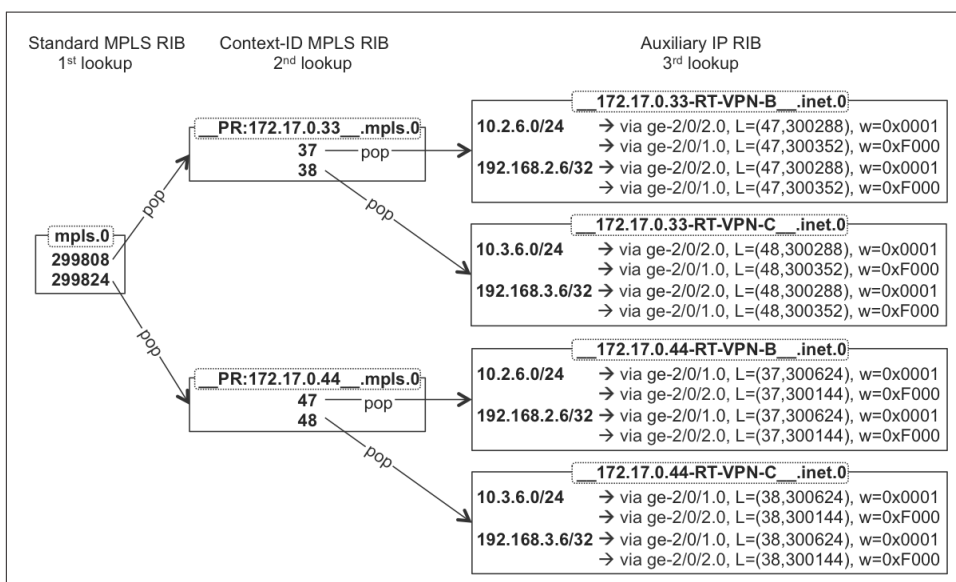 Standard MPLS RIB
1st lookup
Context-ID MPLS RIB
2nd lookup
Auxiliary IP RIB
3rd lookup
mpls.0
299808
299824
pop
pop
__PR:172.17.0.33__.mpls.0
37
38
pop
pop
__PR:172.17.0.44__.mpls.0
47
48
pop
pop
__172.17.0.33-RT-VPN-B__.inet.0
10.2.6.0/24 → via ge-2/0/2.0, L=(47,300288), w=0x0001
→ via ge-2/0/1.0, L=(47,300352), w=0xF000
192.168.2.6/32 → via ge-2/0/2.0, L=(47,300288), w=0x0001
→ via ge-2/0/1.0, L=(47,300352), w=0xF000
__172.17.0.33-RT-VPN-C__.inet.0
10.3.6.0/24 → via ge-2/0/2.0, L=(48,300288), w=0x0001
→ via ge-2/0/1.0, L=(48,300352), w=0xF000
192.168.3.6/32 → via ge-2/0/2.0, L=(48,300288), w=0x0001
→ via ge-2/0/1.0, L=(48,300352), w=0xF000
__172.17.0.44-RT-VPN-B__.inet.0
10.2.6.0/24 → via ge-2/0/1.0, L=(37,300624), w=0x0001
→ via ge-2/0/2.0, L=(37,300144), w=0xF000
192.168.2.6/32 → via ge-2/0/1.0, L=(37,300624), w=0x0001
→ via ge-2/0/2.0, L=(37,300144), w=0xF000
__172.17.0.44-RT-VPN-C__.inet.0
10.3.6.0/24 → via ge-2/0/1.0, L=(38,300624), w=0x0001
→ via ge-2/0/2.0, L=(38,300144), w=0xF000
192.168.3.6/32 → via ge-2/0/1.0, L=(38,300624), w=0x0001
→ via ge-2/0/2.0, L=(38,300144), w=0xF000